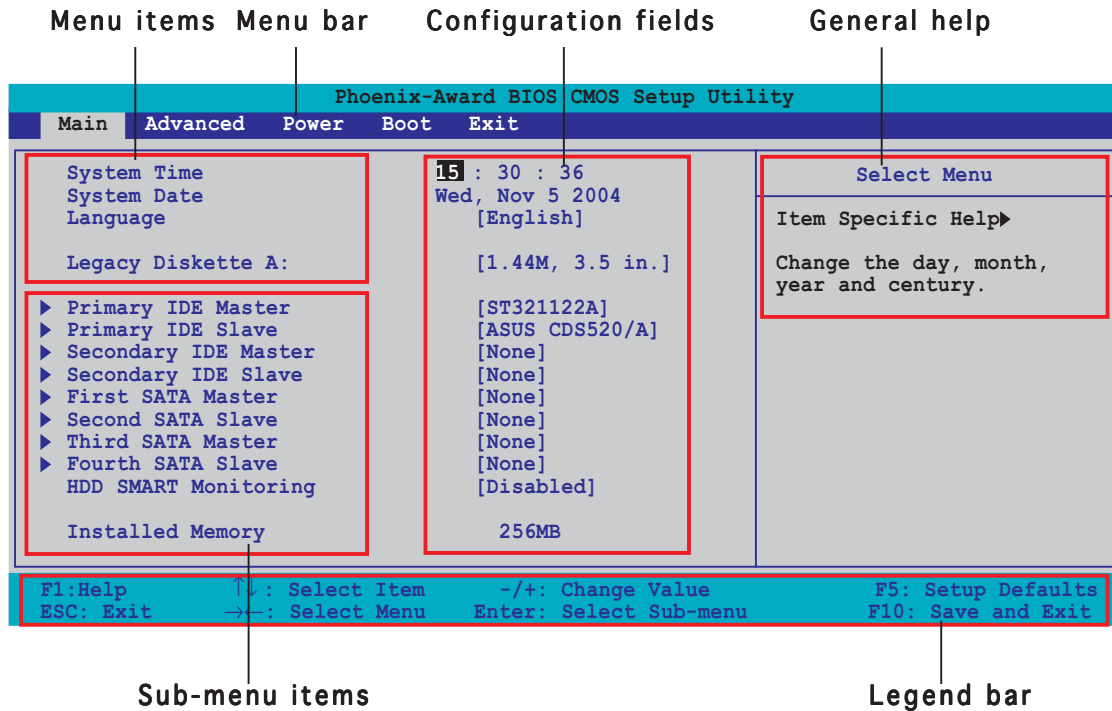 Menu items Menu bar Configuration fields General help
Phoenix-Award BIOS CMOS Setup Utility
Main Advanced Power Boot Exit
System Time 15 : 30 : 36
System Date Wed, Nov 5 2004
Language [English]
Legacy Diskette A: [1.44M, 3.5 in.]
Primary IDE Master [ST321122A]
Primary IDE Slave [ASUS CDS520/A]
Secondary IDE Master [None]
Secondary IDE Slave [None]
First SATA Master [None]
Second SATA Slave [None]
Third SATA Master [None]
Fourth SATA Slave [None]
HDD SMART Monitoring [Disabled]
Installed Memory 256MB
Select Menu
Item Specific Help
Change the day, month,
year and century.
F1:Help ↑↓: Select Item -/+: Change Value F5: Setup Defaults
ESC: Exit →←: Select Menu Enter: Select Sub-menu F10: Save and Exit
Sub-menu items Legend bar